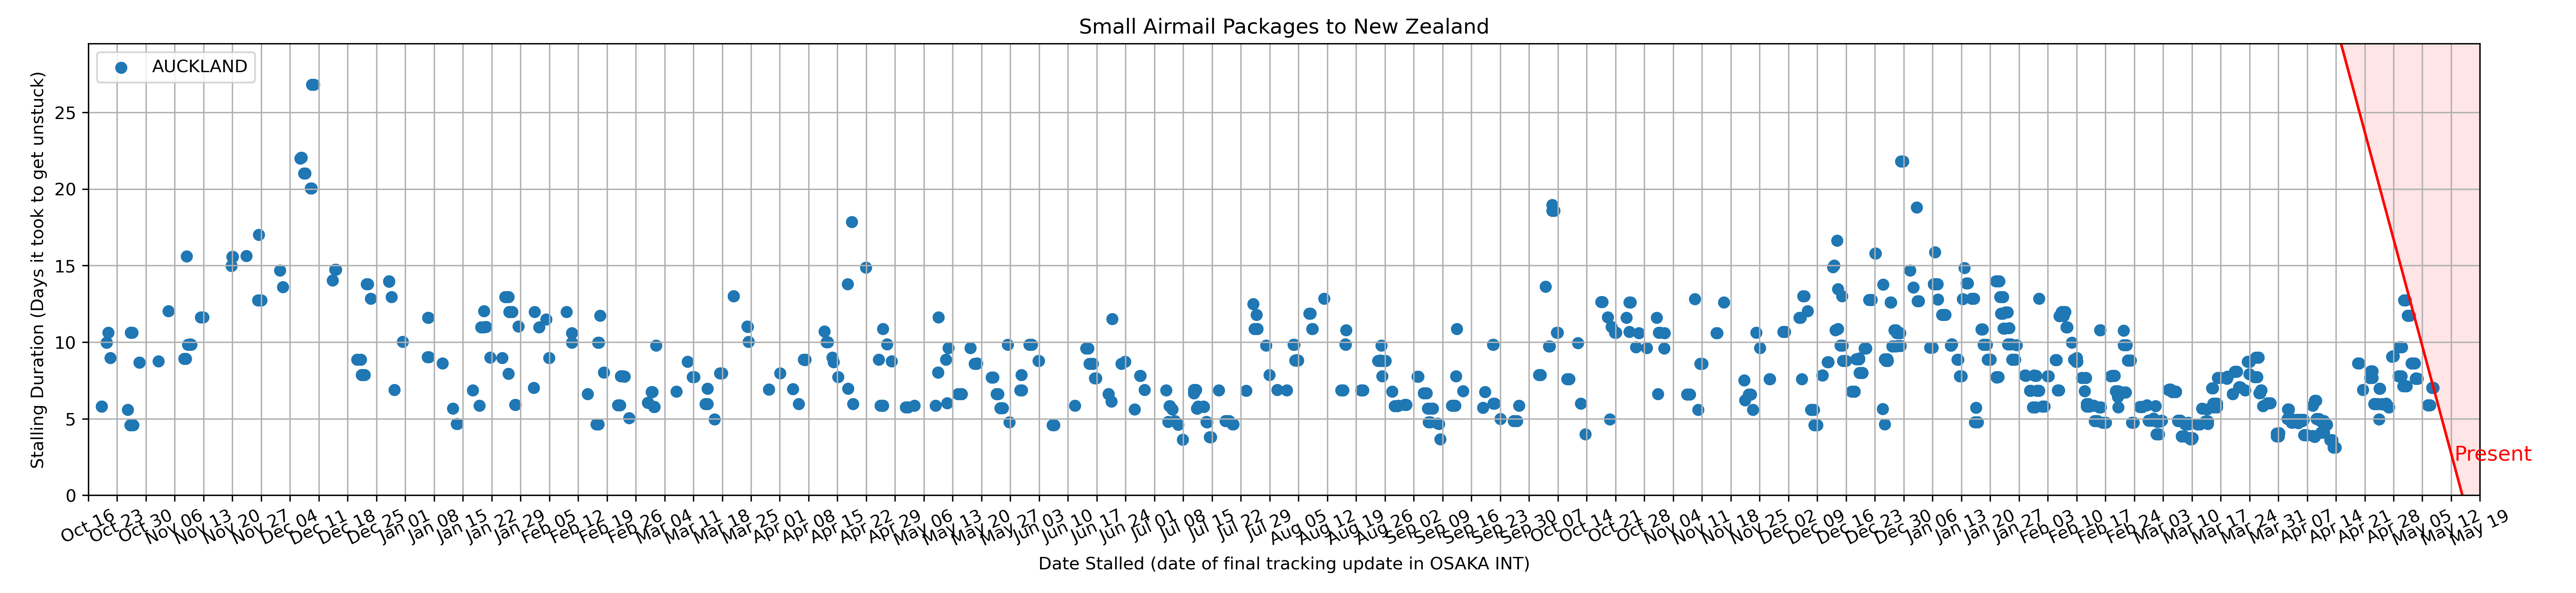 Small Airmail Packages to New Zealand
AUCKLAND
Stalling Duration (Days it took to get unstuck)
25
20
15
10
5
0
Present
Oct 16
Oct 23
Oct 30
Nov 06
Nov 13
Nov 20
Nov 27
Dec 04
Dec 11
Dec 18
Dec 25
Jan 01
Jan 08
Jan 15
Jan 22
Jan 29
Feb 05
Feb 12
Feb 19
Feb 26
Mar 04
Mar 11
Mar 18
Mar 25
Apr 01
Apr 08
Apr 15
Apr 22
Apr 29
May 06
May 13
May 20
May 27
Jun 03
Jun 10
Jun 17
Jun 24
Jul 01
Jul 08
Jul 15
Jul 22
Jul 29
Aug 05
Aug 12
Aug 19
Aug 26
Sep 02
Sep 09
Sep 16
Sep 23
Sep 30
Oct 07
Oct 14
Oct 21
Oct 28
Nov 04
Nov 11
Nov 18
Nov 25
Dec 02
Dec 09
Dec 16
Dec 23
Dec 30
Jan 06
Jan 13
Jan 20
Jan 27
Feb 03
Feb 10
Feb 17
Feb 24
Mar 03
Mar 10
Mar 17
Mar 24
Mar 31
Apr 07
Apr 14
Apr 21
Apr 28
May 05
May 12
May 19
Date Stalled (date of final tracking update in OSAKA INT)